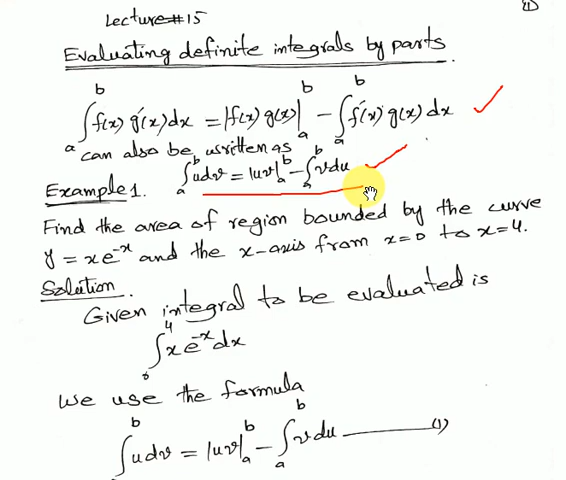 Lecture#15
(1)
Evaluating definite integrals by parts
∫_a^b f(x) g′(x) dx = |f(x) g(x)|_a^b − ∫_a^b f′(x) g(x) dx
can also be written as
∫_a^b u dv = |uv|_a^b − ∫_a^b v du
Example 1.
Find the area of region bounded by the curve
y = x e^{-x} and the x-axis from x=0 to x=4.
Solution.
Given integral to be evaluated is
∫_0^4 x e^{-x} dx
We use the formula
∫_a^b u dv = |uv|_a^b − ∫_a^b v du ——— (1)